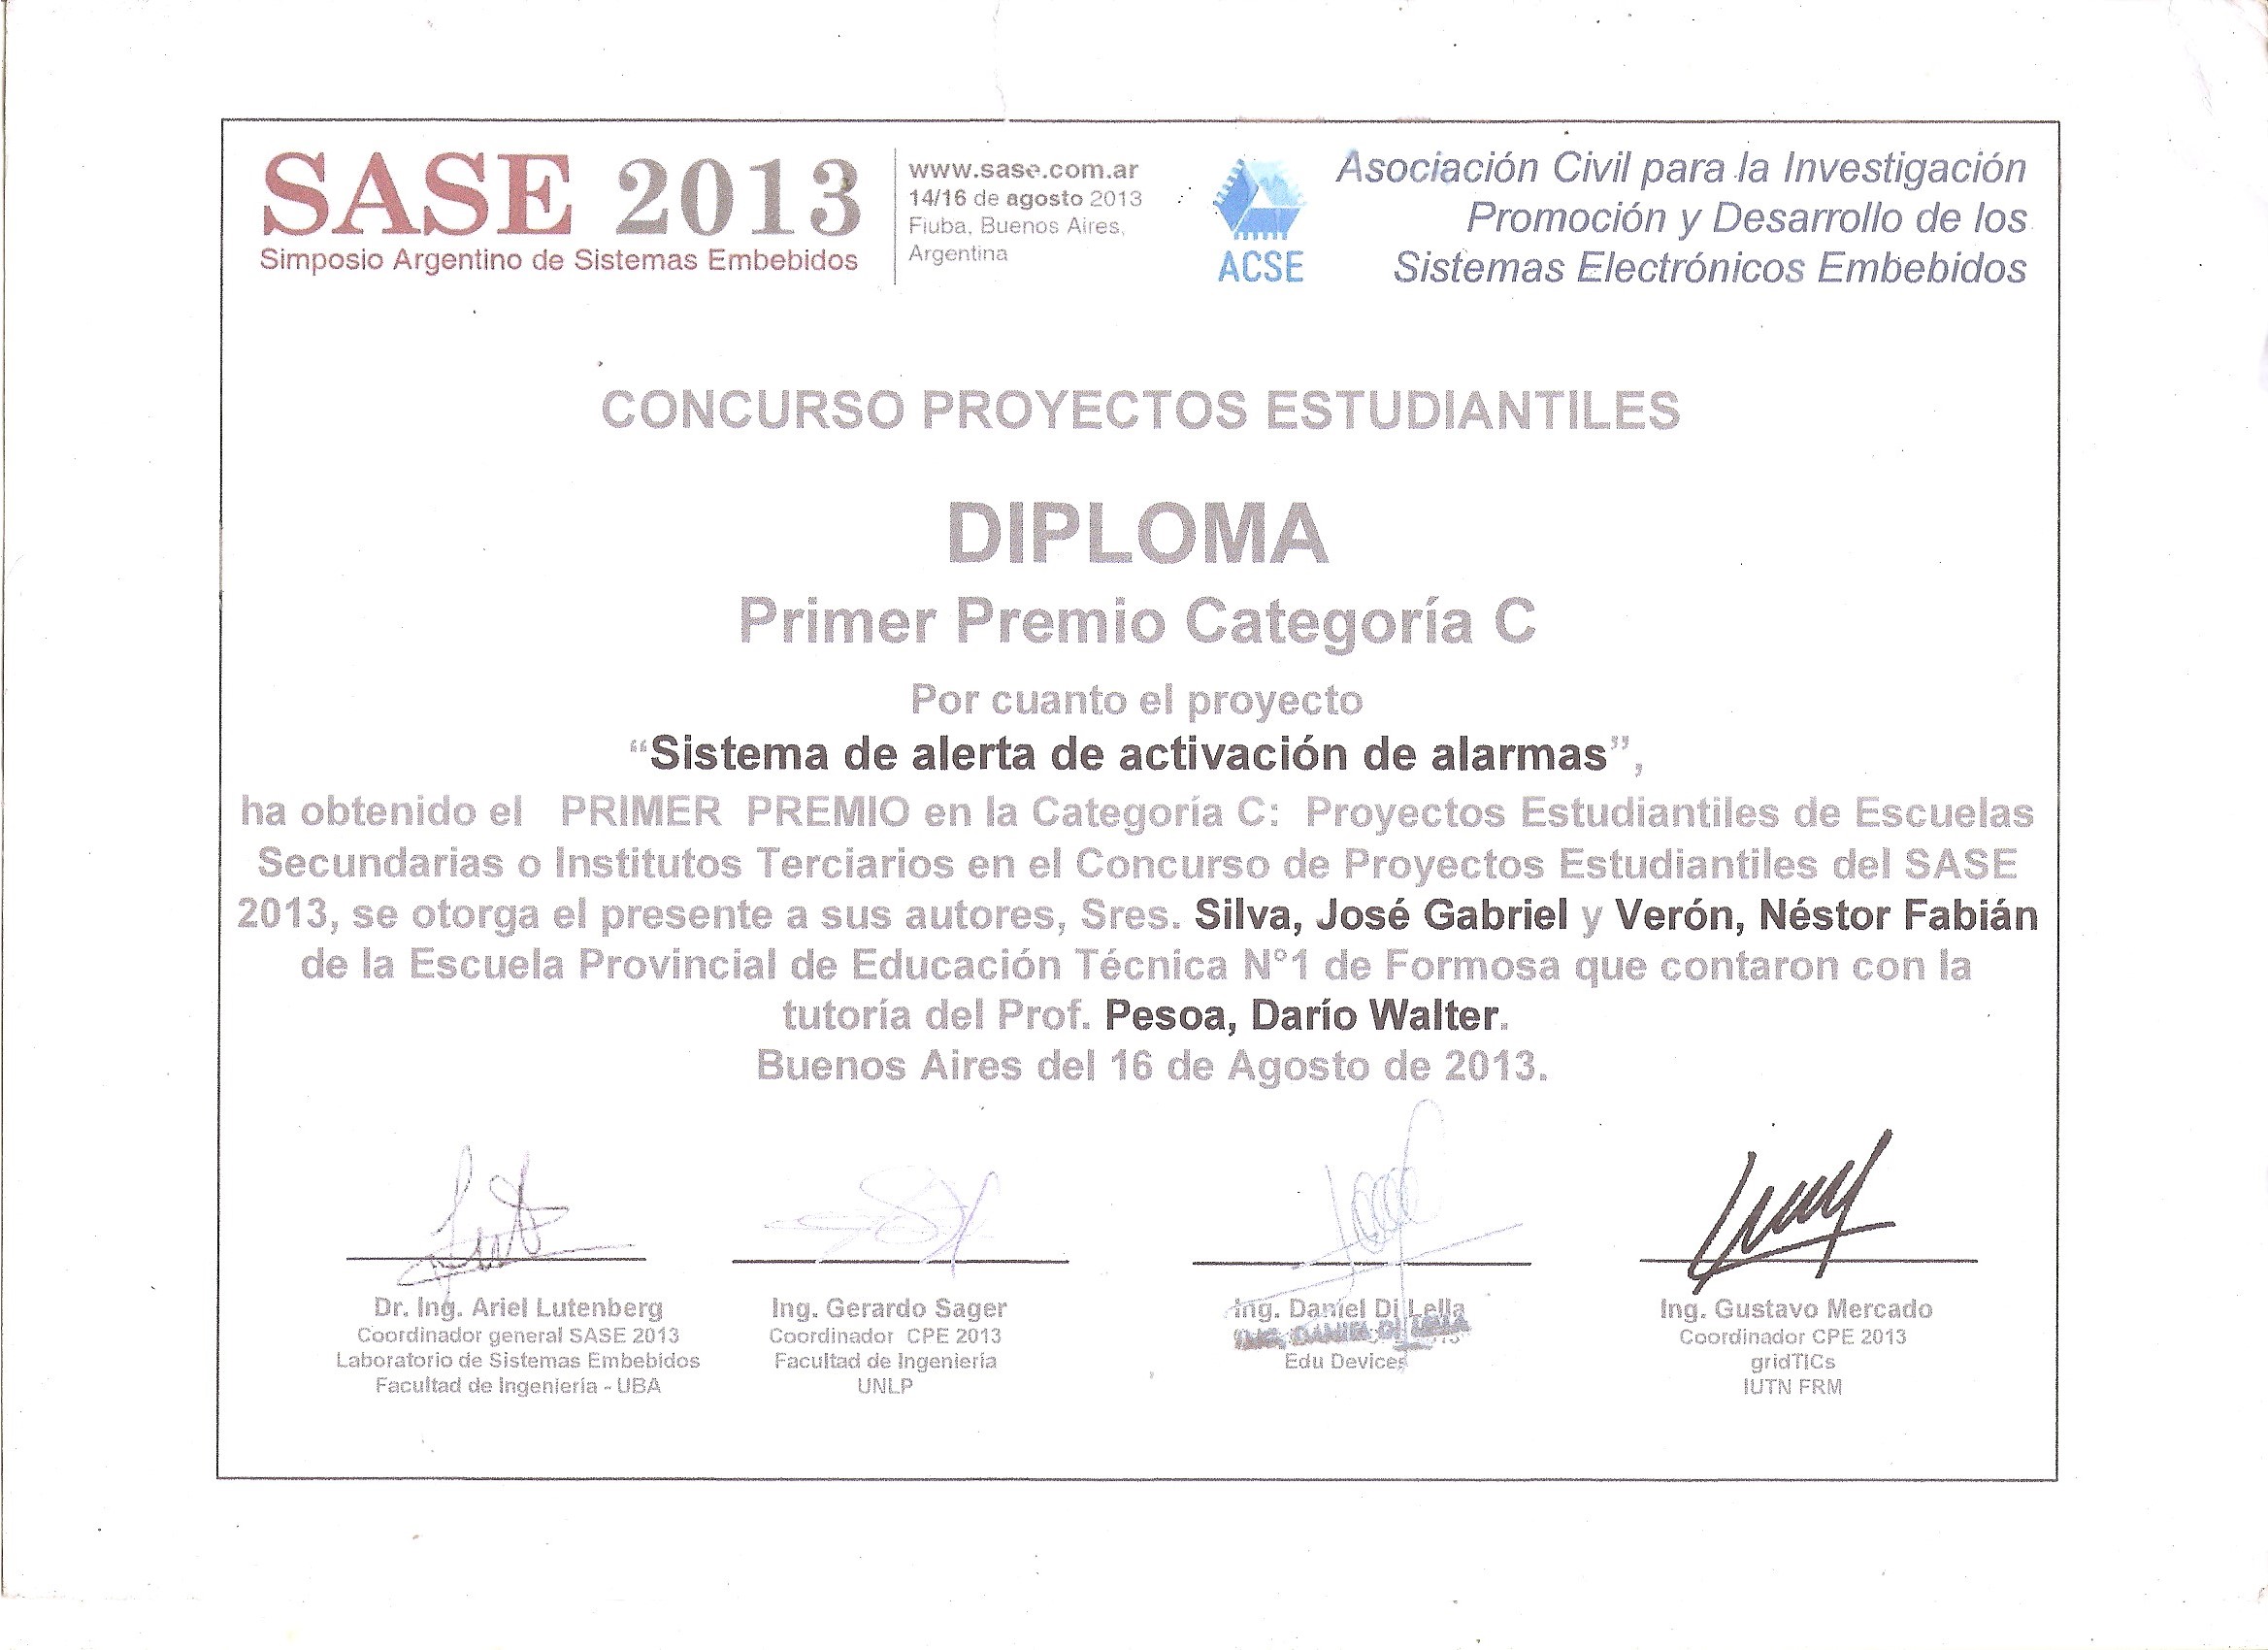 SASE 2013
Simposio Argentino de Sistemas Embebidos
www.sase.com.ar
14/16 de agosto 2013
Fiuba, Buenos Aires,
Argentina
ACSE
Asociación Civil para la Investigación
Promoción y Desarrollo de los
Sistemas Electrónicos Embebidos
CONCURSO PROYECTOS ESTUDIANTILES
DIPLOMA
Primer Premio Categoría C
Por cuanto el proyecto
“Sistema de alerta de activación de alarmas”,
ha obtenido el PRIMER PREMIO en la Categoría C: Proyectos Estudiantiles de Escuelas
Secundarias o Institutos Terciarios en el Concurso de Proyectos Estudiantiles del SASE
2013, se otorga el presente a sus autores, Sres. Silva, José Gabriel y Verón, Néstor Fabián
de la Escuela Provincial de Educación Técnica N°1 de Formosa que contaron con la
tutoría del Prof. Pesoa, Darío Walter.
Buenos Aires del 16 de Agosto de 2013.
Dr. Ing. Ariel Lutenberg
Coordinador general SASE 2013
Laboratorio de Sistemas Embebidos
Facultad de Ingeniería - UBA
Ing. Gerardo Sager
Coordinador CPE 2013
Facultad de Ingeniería
UNLP
Ing. Daniel Di Lella
ING. DANIEL DI LELLA
Edu Devices
Ing. Gustavo Mercado
Coordinador CPE 2013
gridTICs
IUTN FRM